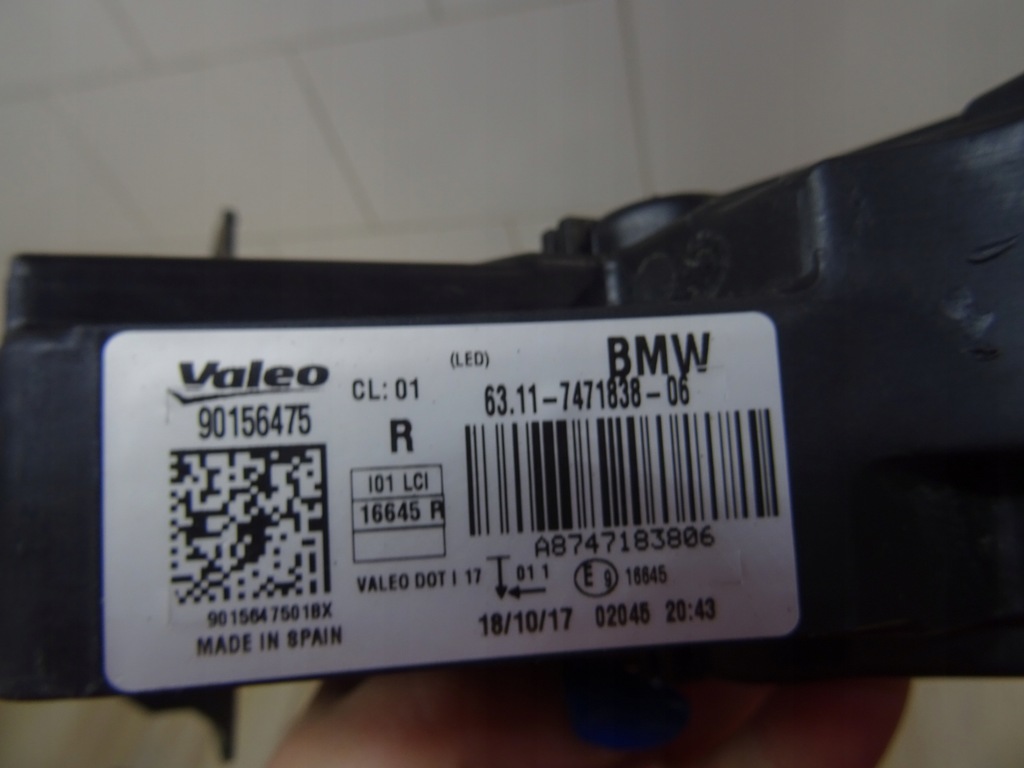 Valeo
90156475
9015647501BX
MADE IN SPAIN
CL: 01
(LED)
R
I01 LCI
16645 R
VALEO DOT I 17
01 1
BMW
63.11-7471838-06
A8747183806
E 9 16645
18/10/17 02045 20:43